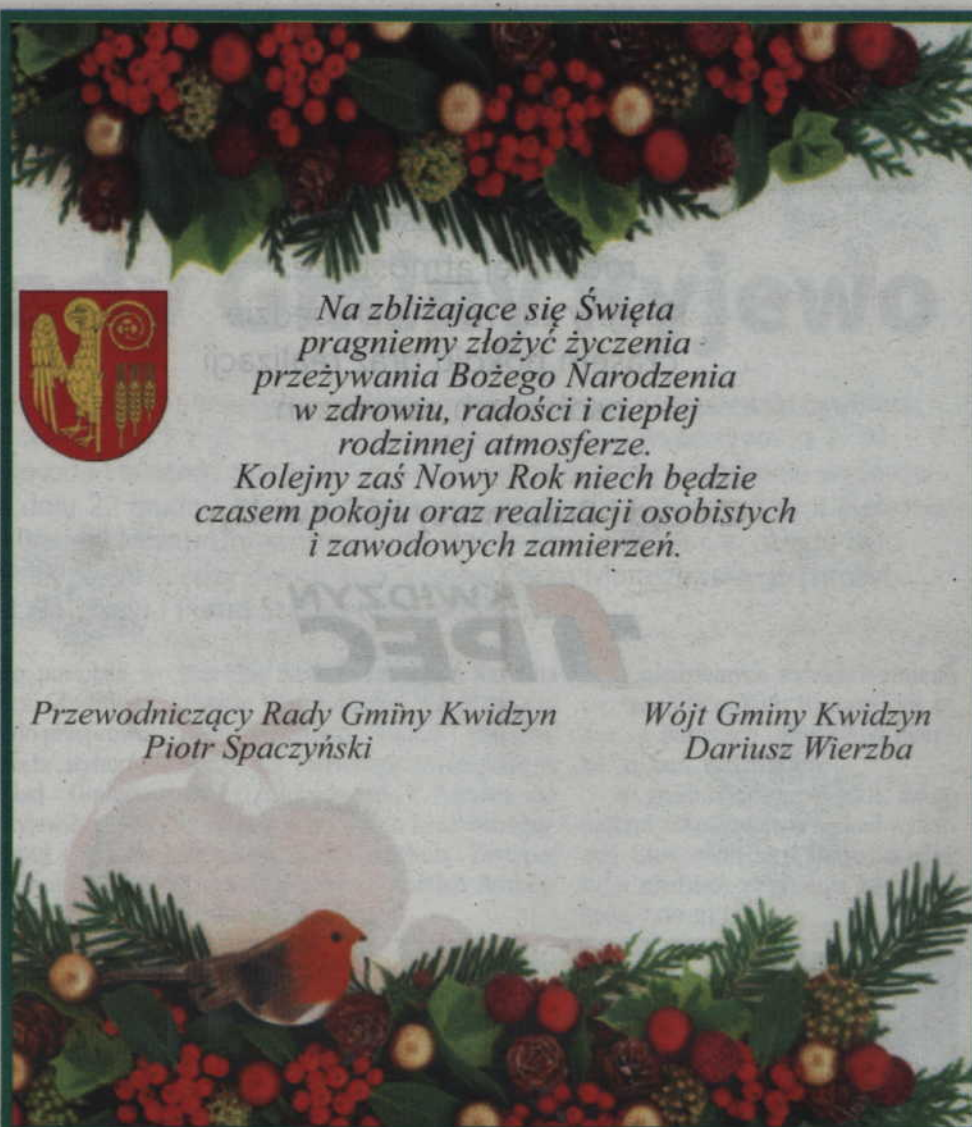 Na zbliżające się Święta
pragniemy złożyć życzenia
przeżywania Bożego Narodzenia
w zdrowiu, radości i ciepłej
rodzinnej atmosferze.
Kolejny zaś Nowy Rok niech będzie
czasem pokoju oraz realizacji osobistych
i zawodowych zamierzeń.
KWIDZYN
PEC
Przewodniczący Rady Gminy Kwidzyn
Piotr Spaczyński
Wójt Gminy Kwidzyn
Dariusz Wierzba